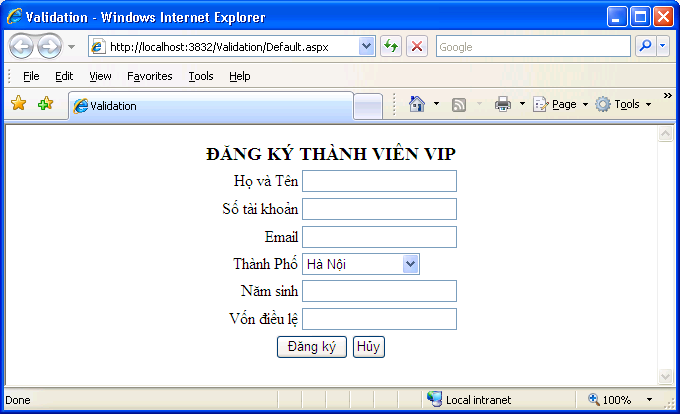 Validation - Windows Internet Explorer
http://localhost:3832/Validation/Default.aspx
Google
File Edit View Favorites Tools Help
Validation
Page Tools
ĐĂNG KÝ THÀNH VIÊN VIP
Họ và Tên
Số tài khoản
Email
Thành Phố Hà Nội
Năm sinh
Vốn điều lệ
Đăng ký Hủy
Done Local intranet 100%